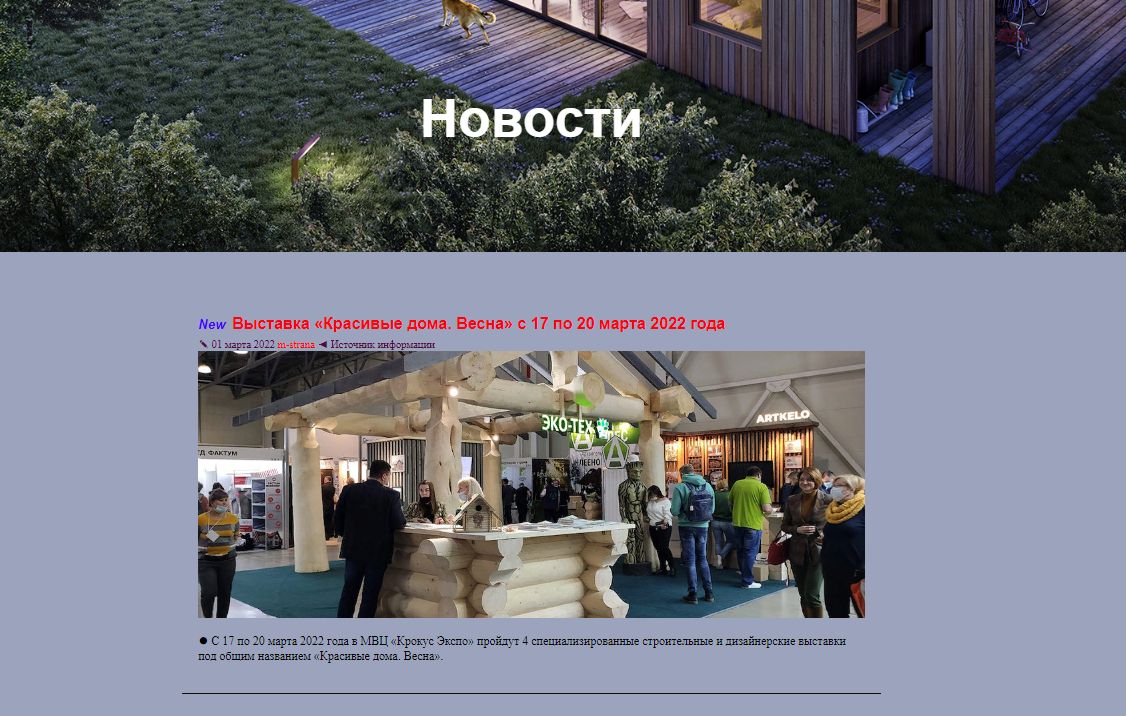 Новости
New Выставка «Красивые дома. Весна» с 17 по 20 марта 2022 года
01 марта 2022 m-strana ◄ Источник информации
ЭКО-ТЕХ
ARTKELO
ТД ФАКТУМ
● С 17 по 20 марта 2022 года в МВЦ «Крокус Экспо» пройдут 4 специализированные строительные и дизайнерские выставки
под общим названием «Красивые дома. Весна».